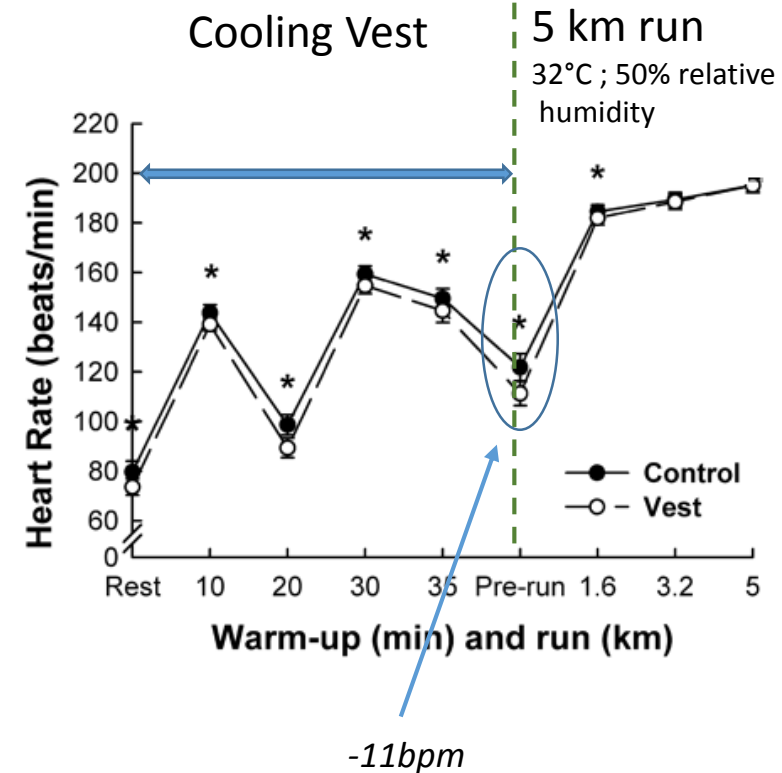 Cooling Vest
5 km run
32°C ; 50% relative
humidity
Heart Rate (beats/min)
220
200
180
160
140
120
100
80
60
0
*
*
*
*
*
*
*
Control
Vest
Rest 10 20 30 35 Pre-run 1.6 3.2 5
Warm-up (min) and run (km)
-11bpm